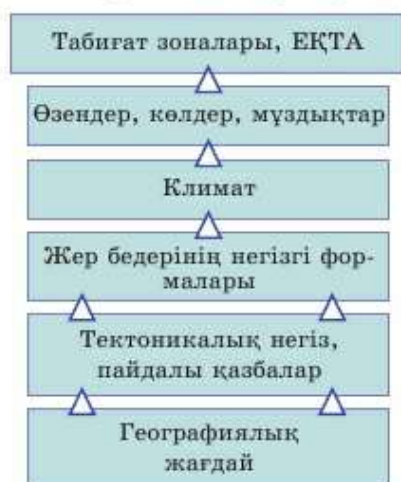 Табиғат зоналары, ЕҚТА
Өзендер, көлдер, мұздықтар
Климат
Жер бедерінің негізгі фор-
малары
Тектоникалық негіз,
пайдалы қазбалар
Географиялық
жағдай